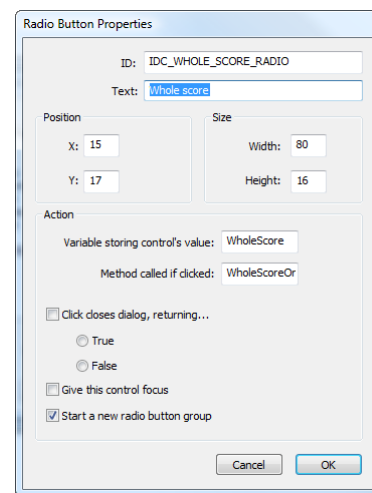 Radio Button Properties
ID: IDC_WHOLE_SCORE_RADIO
Text: Whole score
Position Size
X: 15 Width: 80
Y: 17 Height: 16
Action
Variable storing control's value: WholeScore
Method called if clicked: WholeScoreOr
Click closes dialog, returning...
True
False
Give this control focus
Start a new radio button group
Cancel OK